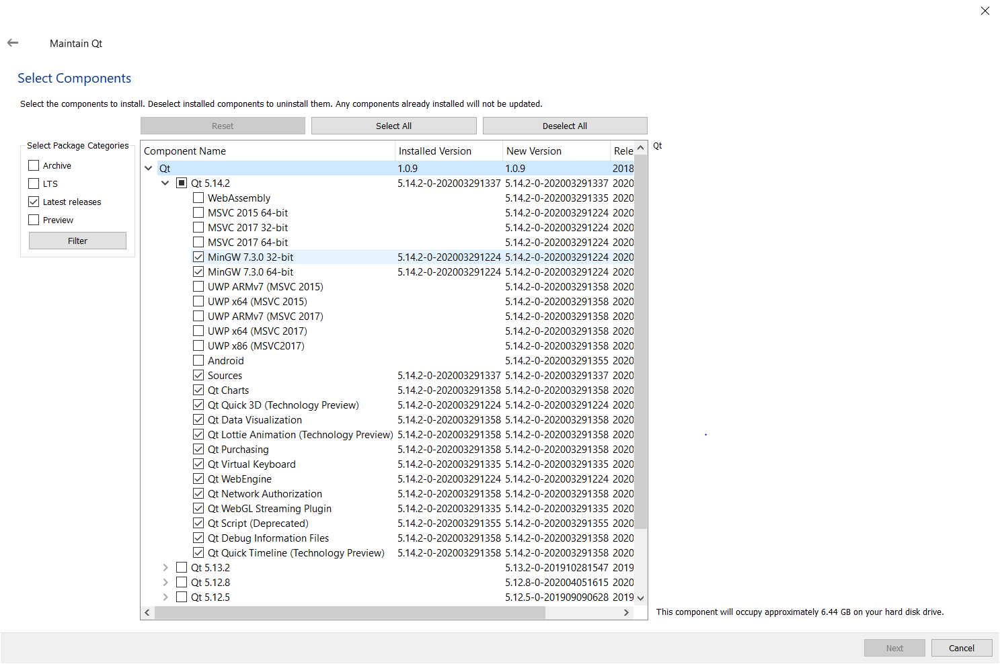 Maintain Qt
Select Components
Select the components to install. Deselect installed components to uninstall them. Any components already installed will not be updated.
Reset Select All Deselect All
Select Package Categories
Archive
LTS
Latest releases
Preview
Filter
Component Name Installed Version New Version Rele
Qt 1.0.9 1.0.9 2018
Qt 5.14.2 5.14.2-0-202003291337 5.14.2-0-202003291337 2020
WebAssembly 5.14.2-0-202003291335 2020
MSVC 2015 64-bit 5.14.2-0-202003291224 2020
MSVC 2017 32-bit 5.14.2-0-202003291224 2020
MSVC 2017 64-bit 5.14.2-0-202003291224 2020
MinGW 7.3.0 32-bit 5.14.2-0-202003291224 5.14.2-0-202003291224 2020
MinGW 7.3.0 64-bit 5.14.2-0-202003291224 5.14.2-0-202003291224 2020
UWP ARMv7 (MSVC 2015) 5.14.2-0-202003291358 2020
UWP x64 (MSVC 2015) 5.14.2-0-202003291358 2020
UWP ARMv7 (MSVC 2017) 5.14.2-0-202003291358 2020
UWP x64 (MSVC 2017) 5.14.2-0-202003291358 2020
UWP x86 (MSVC2017) 5.14.2-0-202003291358 2020
Android 5.14.2-0-202003291355 2020
Sources 5.14.2-0-202003291337 5.14.2-0-202003291337 2020
Qt Charts 5.14.2-0-202003291358 5.14.2-0-202003291358 2020
Qt Quick 3D (Technology Preview) 5.14.2-0-202003291224 5.14.2-0-202003291224 2020
Qt Data Visualization 5.14.2-0-202003291358 5.14.2-0-202003291358 2020
Qt Lottie Animation (Technology Preview) 5.14.2-0-202003291358 5.14.2-0-202003291358 2020
Qt Purchasing 5.14.2-0-202003291358 5.14.2-0-202003291358 2020
Qt Virtual Keyboard 5.14.2-0-202003291335 5.14.2-0-202003291335 2020
Qt WebEngine 5.14.2-0-202003291224 5.14.2-0-202003291224 2020
Qt Network Authorization 5.14.2-0-202003291358 5.14.2-0-202003291358 2020
Qt WebGL Streaming Plugin 5.14.2-0-202003291335 5.14.2-0-202003291335 2020
Qt Script (Deprecated) 5.14.2-0-202003291355 5.14.2-0-202003291355 2020
Qt Debug Information Files 5.14.2-0-202003291358 5.14.2-0-202003291358 2020
Qt Quick Timeline (Technology Preview) 5.14.2-0-202003291358 5.14.2-0-202003291358 2020
Qt 5.13.2 5.13.2-0-201910281547 2019
Qt 5.12.8 5.12.8-0-202004051615 2020
Qt 5.12.5 5.12.5-0-201909090628 2019
Qt
This component will occupy approximately 6.44 GB on your hard disk drive.
Next Cancel